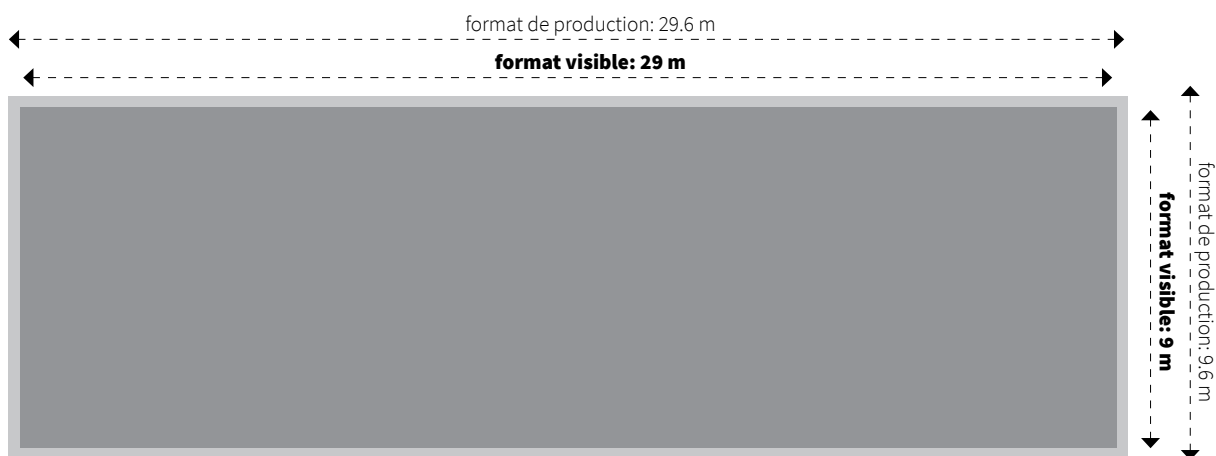 format de production: 29.6 m
format visible: 29 m
format visible: 9 m
format de production: 9.6 m